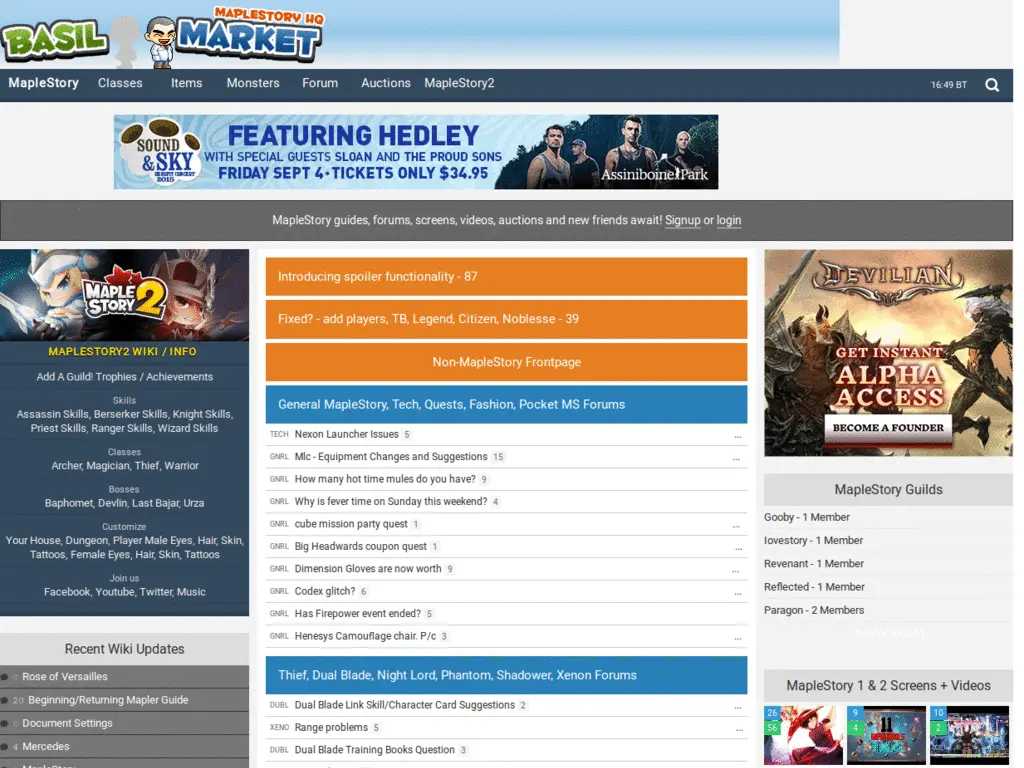 MAPLESTORY HQ
BASIL MARKET
MapleStory Classes Items Monsters Forum Auctions MapleStory2 16:49 BT
SOUND & SKY
BENEFIT CONCERT
2015
FEATURING HEDLEY
WITH SPECIAL GUESTS SLOAN AND THE PROUD SONS
FRIDAY SEPT 4 • TICKETS ONLY $34.95
Assiniboine Park
MapleStory guides, forums, screens, videos, auctions and new friends await! Signup or login
MAPLE STORY 2
MAPLESTORY2 WIKI / INFO
Add A Guild! Trophies / Achievements
Skills
Assassin Skills, Berserker Skills, Knight Skills,
Priest Skills, Ranger Skills, Wizard Skills
Classes
Archer, Magician, Thief, Warrior
Bosses
Baphomet, Devlin, Last Bajar, Urza
Customize
Your House, Dungeon, Player Male Eyes, Hair, Skin,
Tattoos, Female Eyes, Hair, Skin, Tattoos
Join us
Facebook, Youtube, Twitter, Music
Recent Wiki Updates
Rose of Versailles
20 Beginning/Returning Mapler Guide
Document Settings
4 Mercedes
MapleStory
Introducing spoiler functionality - 87
Fixed? - add players, TB, Legend, Citizen, Noblesse - 39
Non-MapleStory Frontpage
General MapleStory, Tech, Quests, Fashion, Pocket MS Forums
TECH Nexon Launcher Issues 5 ...
GNRL Mlc - Equipment Changes and Suggestions 15 ...
GNRL How many hot time mules do you have? 9
GNRL Why is fever time on Sunday this weekend? 4
GNRL cube mission party quest 1 ...
GNRL Big Headwards coupon quest 1 ...
GNRL Dimension Gloves are now worth 9 ...
GNRL Codex glitch? 6 ...
GNRL Has Firepower event ended? 5
GNRL Henesys Camouflage chair. P/c 3 ...
Thief, Dual Blade, Night Lord, Phantom, Shadower, Xenon Forums
DUBL Dual Blade Link Skill/Character Card Suggestions 2 ...
XENO Range problems 5 ...
DUBL Dual Blade Training Books Question 3
DEVILIAN
GET INSTANT
ALPHA
ACCESS
BECOME A FOUNDER
MapleStory Guilds
Gooby - 1 Member
Iovestory - 1 Member
Revenant - 1 Member
Reflected - 1 Member
Paragon - 2 Members
MapleStory 1 & 2 Screens + Videos
26 9 10
56 4 2
11